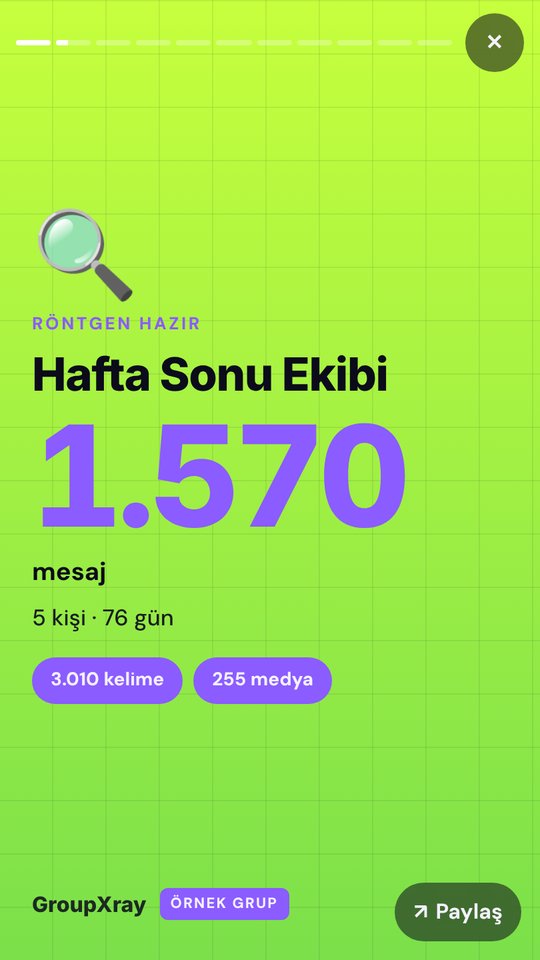 RÖNTGEN HAZIR
Hafta Sonu Ekibi
1.570
mesaj
5 kişi · 76 gün
3.010 kelime 255 medya
GroupXray ÖRNEK GRUP
Paylaş